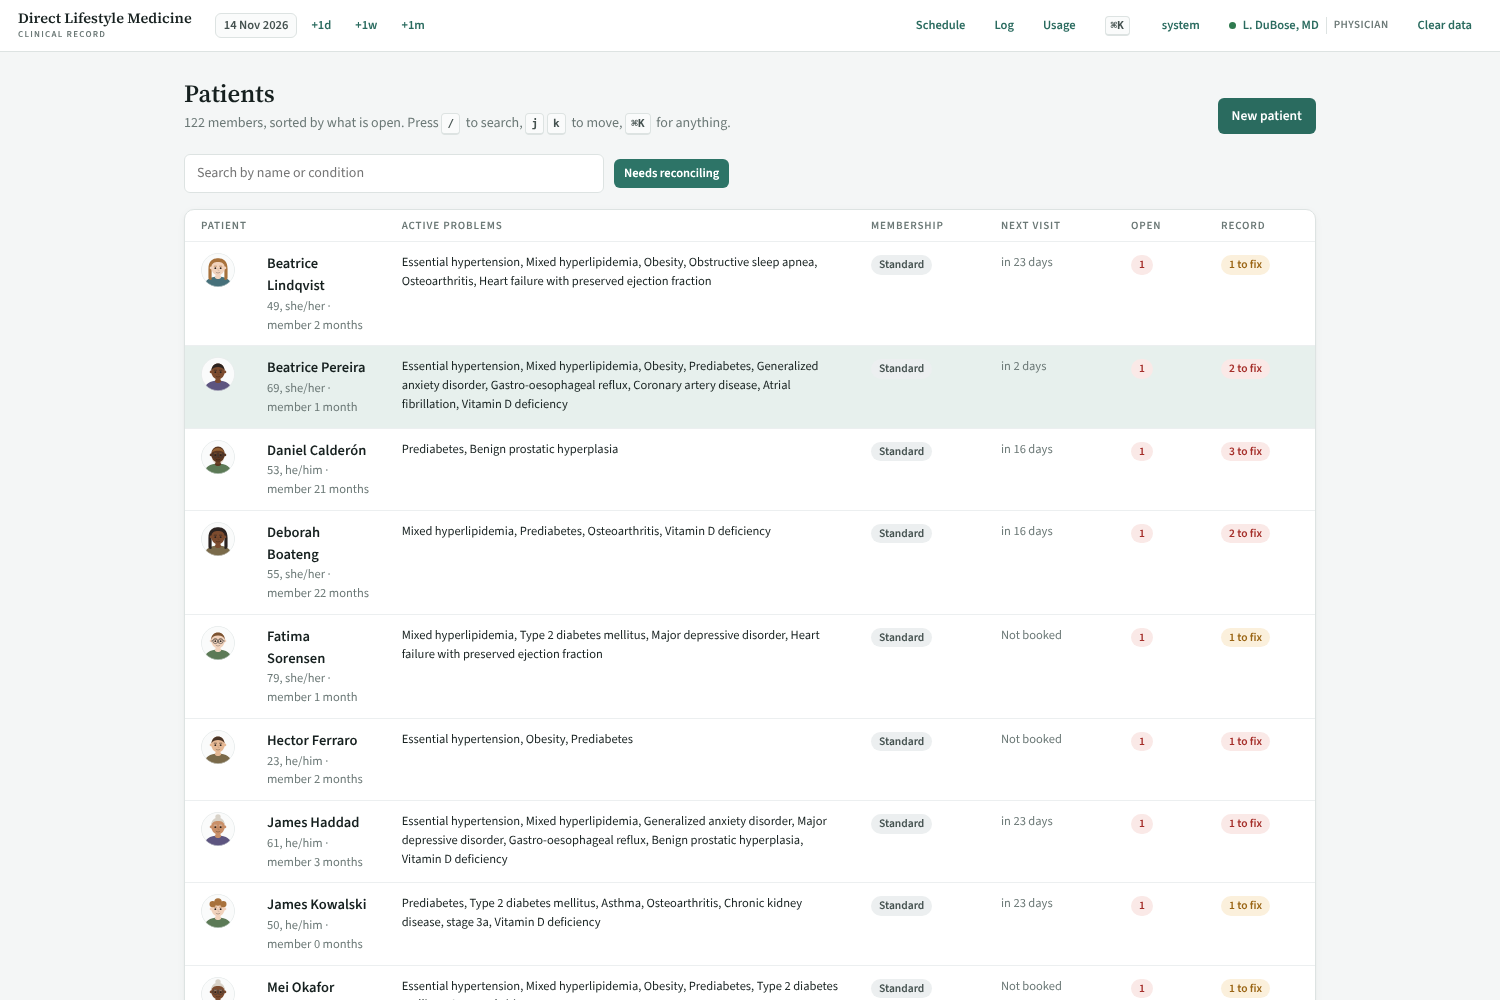 Direct Lifestyle Medicine
CLINICAL RECORD
14 Nov 2026 +1d +1w +1m
Schedule Log Usage ⌘K system L. DuBose, MD PHYSICIAN Clear data
Patients
122 members, sorted by what is open. Press / to search, j k to move, ⌘K for anything.
New patient
Search by name or condition
Needs reconciling
PATIENT ACTIVE PROBLEMS MEMBERSHIP NEXT VISIT OPEN RECORD
Beatrice
Lindqvist
49, she/her ·
member 2 months
Essential hypertension, Mixed hyperlipidemia, Obesity, Obstructive sleep apnea,
Osteoarthritis, Heart failure with preserved ejection fraction
Standard in 23 days 1 1 to fix
Beatrice Pereira
69, she/her ·
member 1 month
Essential hypertension, Mixed hyperlipidemia, Obesity, Prediabetes, Generalized
anxiety disorder, Gastro-oesophageal reflux, Coronary artery disease, Atrial
fibrillation, Vitamin D deficiency
Standard in 2 days 1 2 to fix
Daniel Calderón
53, he/him ·
member 21 months
Prediabetes, Benign prostatic hyperplasia
Standard in 16 days 1 3 to fix
Deborah
Boateng
55, she/her ·
member 22 months
Mixed hyperlipidemia, Prediabetes, Osteoarthritis, Vitamin D deficiency
Standard in 16 days 1 2 to fix
Fatima
Sorensen
79, she/her ·
member 1 month
Mixed hyperlipidemia, Type 2 diabetes mellitus, Major depressive disorder, Heart
failure with preserved ejection fraction
Standard Not booked 1 1 to fix
Hector Ferraro
23, he/him ·
member 2 months
Essential hypertension, Obesity, Prediabetes
Standard Not booked 1 1 to fix
James Haddad
61, he/him ·
member 3 months
Essential hypertension, Mixed hyperlipidemia, Generalized anxiety disorder, Major
depressive disorder, Gastro-oesophageal reflux, Benign prostatic hyperplasia,
Vitamin D deficiency
Standard in 23 days 1 1 to fix
James Kowalski
50, he/him ·
member 0 months
Prediabetes, Type 2 diabetes mellitus, Asthma, Osteoarthritis, Chronic kidney
disease, stage 3a, Vitamin D deficiency
Standard in 23 days 1 1 to fix
Mei Okafor
Essential hypertension, Mixed hyperlipidemia, Obesity, Prediabetes, Type 2 diabetes
Standard Not booked 1 1 to fix